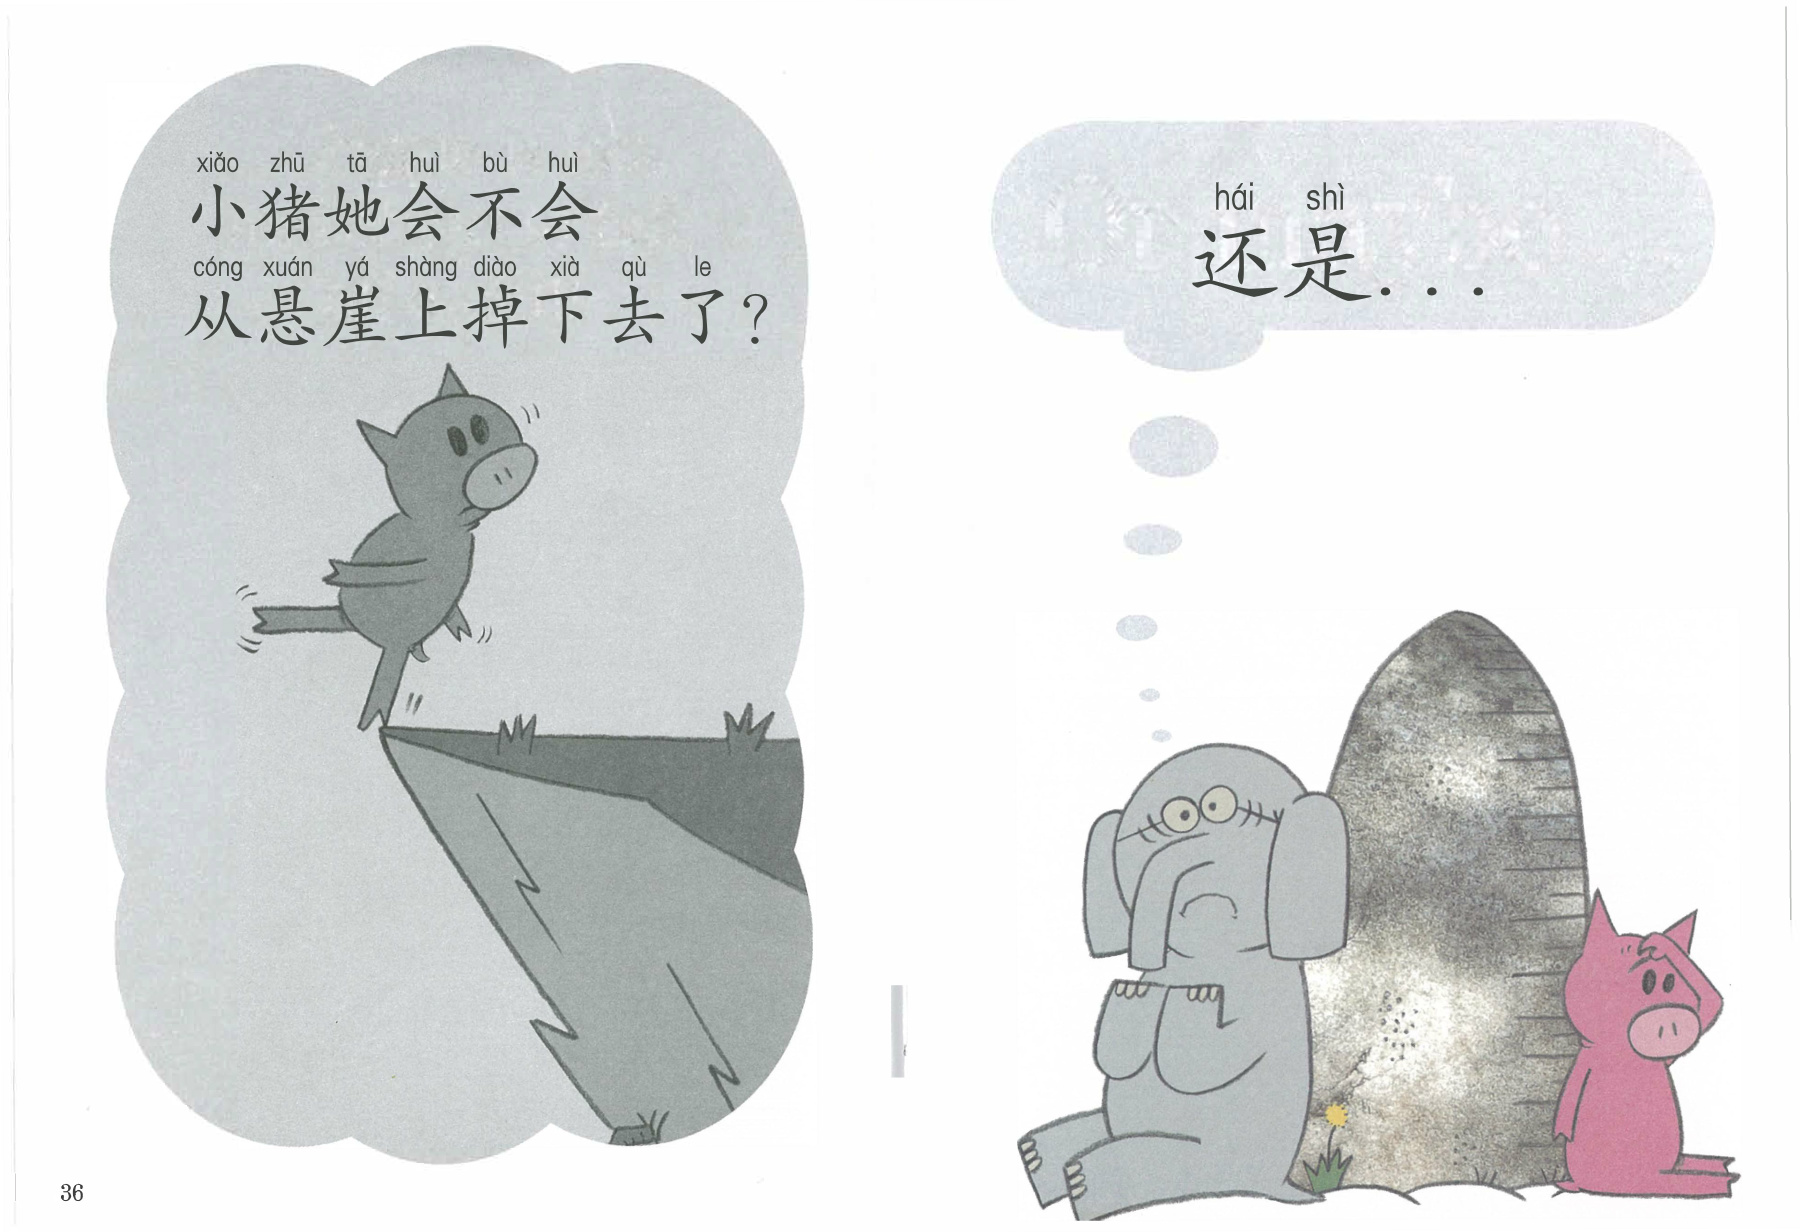 xiǎo zhū tā huì bù huì
小猪她会不会
cóng xuán yá shàng diào xià qù le
从悬崖上掉下去了？
36
hái shì
还是...